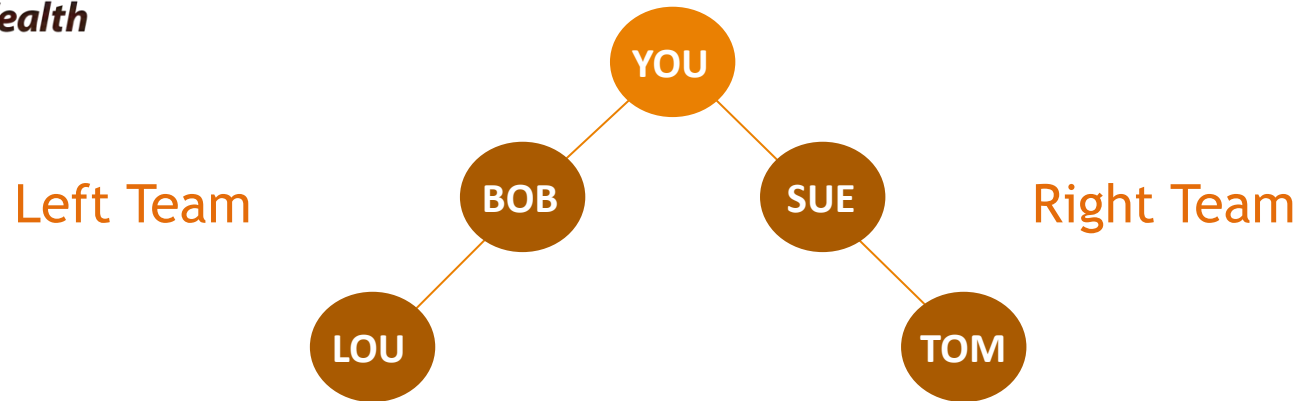 ealth
YOU
Left Team
BOB
SUE
Right Team
LOU
TOM